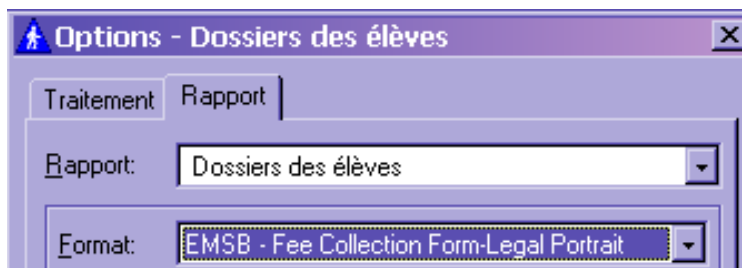 Options - Dossiers des élèves
Traitement Rapport
Rapport: Dossiers des élèves
Format: EMSB - Fee Collection Form-Legal Portrait